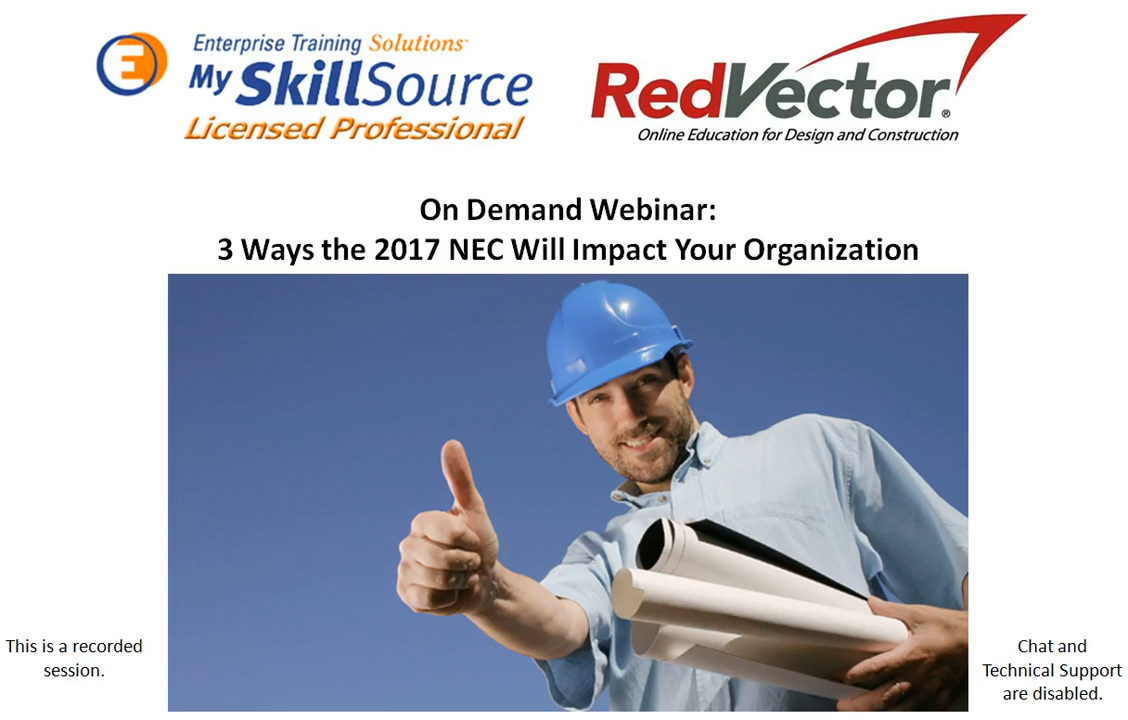 Enterprise Training Solutions™
My SkillSource
Licensed Professional
RedVector®
Online Education for Design and Construction
On Demand Webinar:
3 Ways the 2017 NEC Will Impact Your Organization
This is a recorded
session.
Chat and
Technical Support
are disabled.